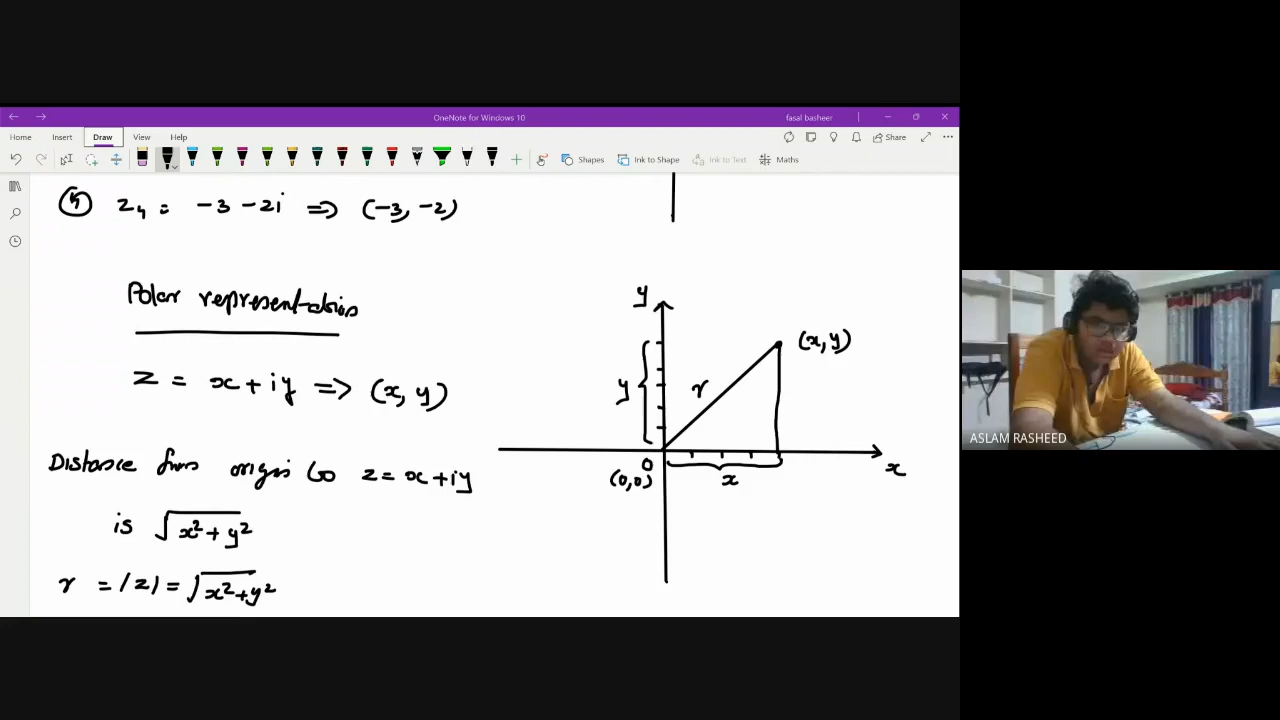 OneNote for Windows 10
fasal basheer
Home Insert Draw View Help
Share
Shapes Ink to Shape Ink to Text Maths
④ z₄ = -3 -2i ⇒ (-3, -2)
Polar representation
z = x+iy ⇒ (x, y)
Distance from origin to z = x+iy
is √x²+y²
r = |z| = √x²+y²
y
(x,y)
y
r
O
(0,0)
x
x
ASLAM RASHEED